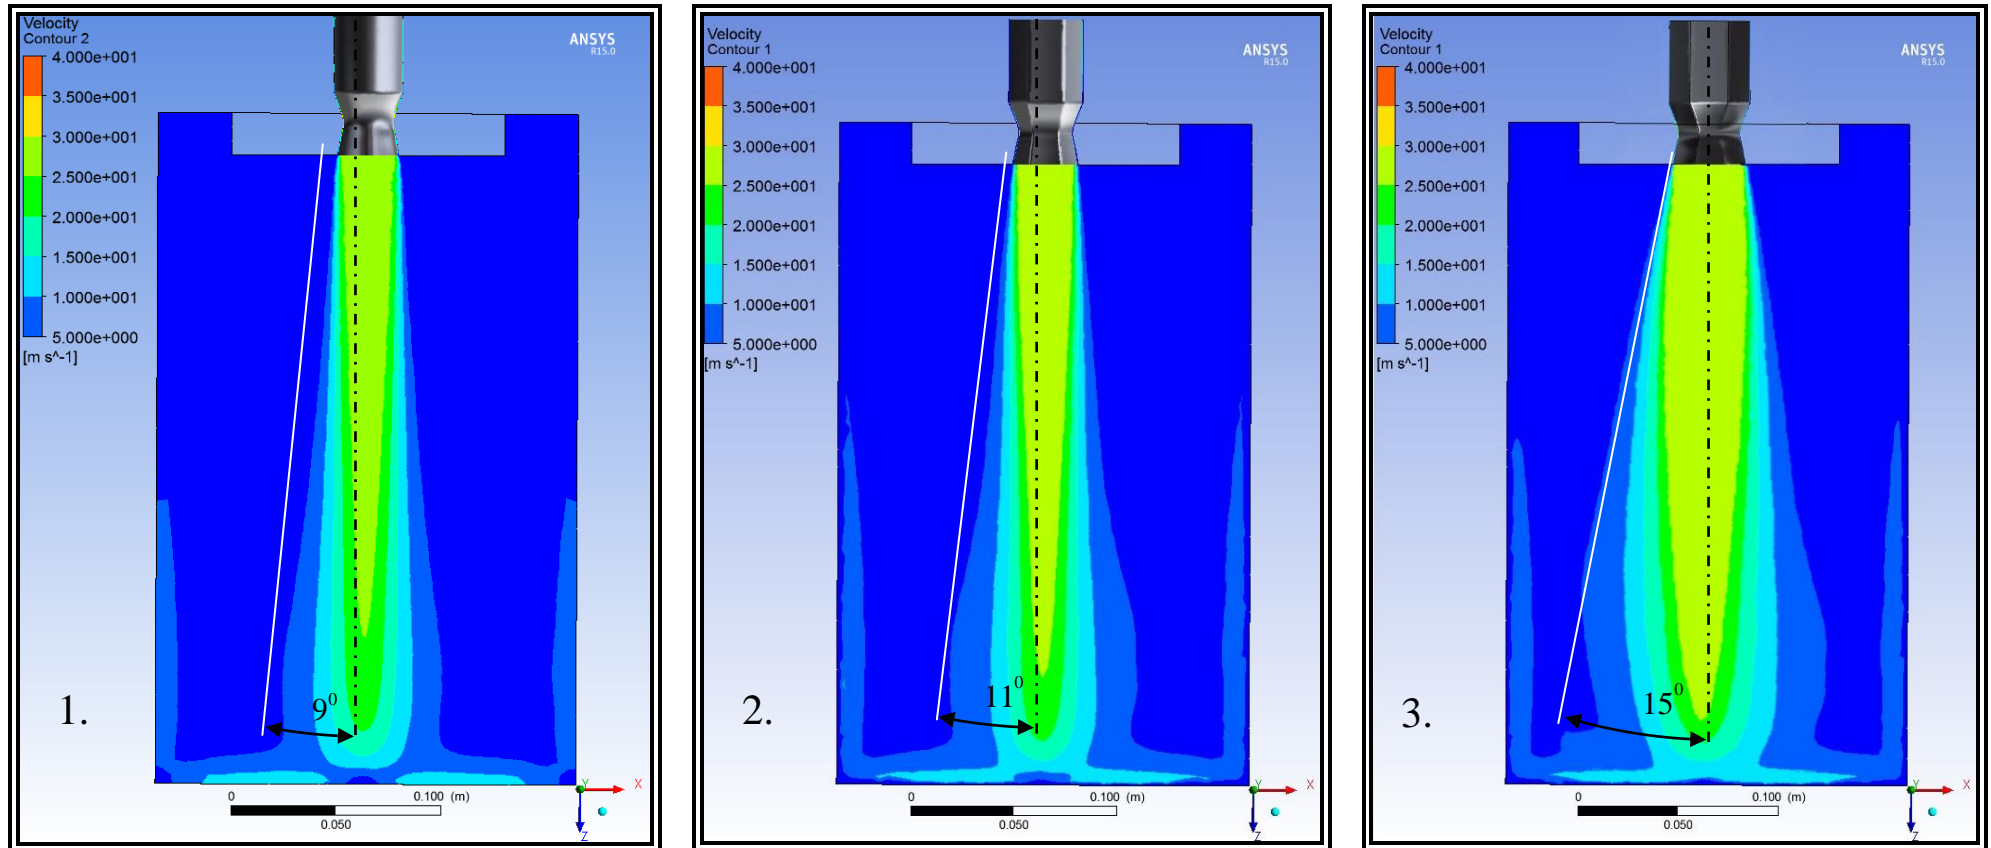 Velocity
Contour 2
ANSYS
R15.0
4.000e+001
3.500e+001
3.000e+001
2.500e+001
2.000e+001
1.500e+001
1.000e+001
5.000e+000
[m s^-1]
1.
9⁰
0
0.100 (m)
0.050
Y
X
Z
Velocity
Contour 1
ANSYS
R15.0
4.000e+001
3.500e+001
3.000e+001
2.500e+001
2.000e+001
1.500e+001
1.000e+001
5.000e+000
[m s^-1]
2.
11⁰
0
0.100 (m)
0.050
Y
X
Z
Velocity
Contour 1
ANSYS
R15.0
4.000e+001
3.500e+001
3.000e+001
2.500e+001
2.000e+001
1.500e+001
1.000e+001
5.000e+000
[m s^-1]
3.
15⁰
0
0.100 (m)
0.050
Y
X
Z